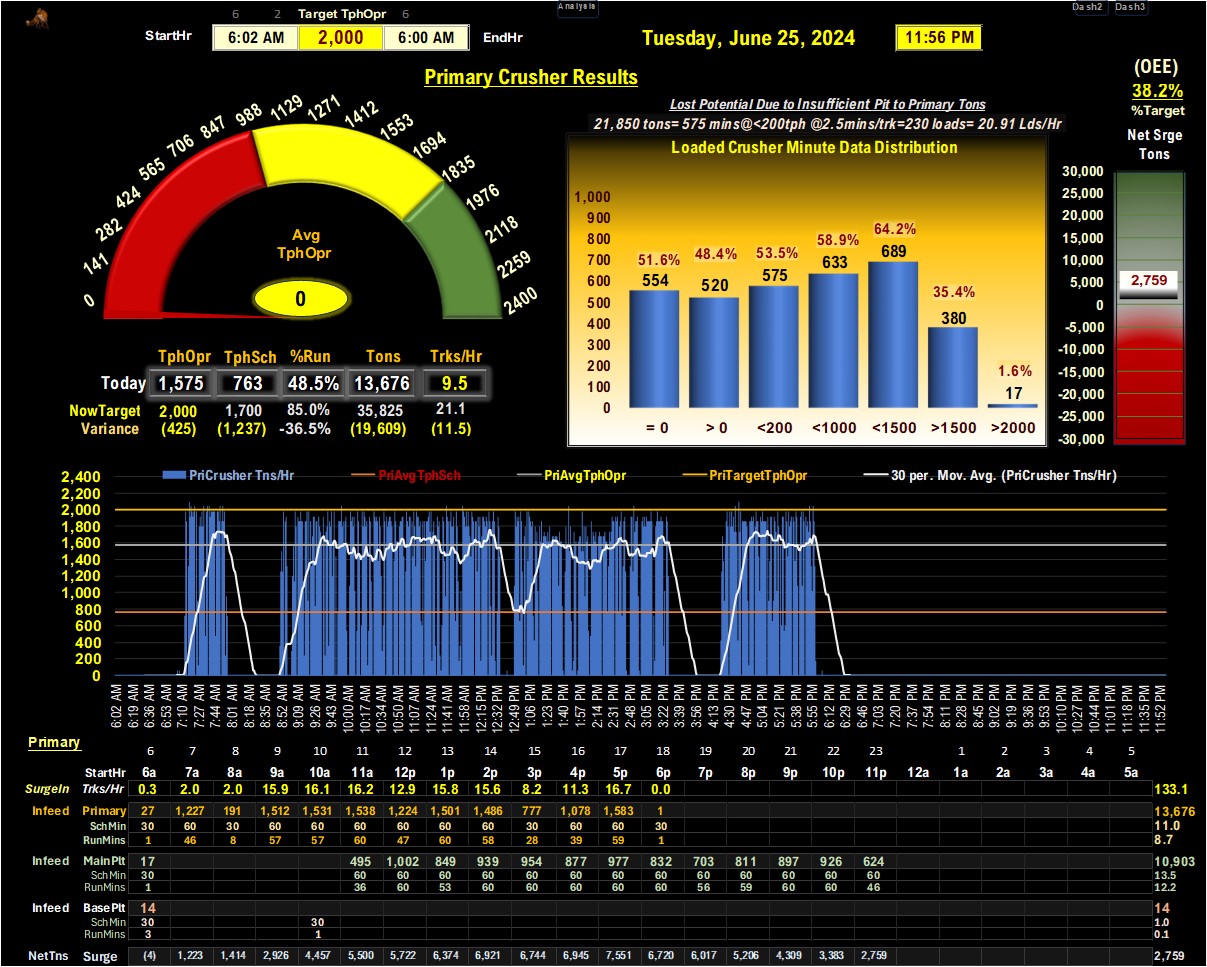 6 2 Target TphOpr 6 Analysis Dash2 Dash3
StartHr 6:02 AM 2,000 6:00 AM EndHr Tuesday, June 25, 2024 11:56 PM
Primary Crusher Results
(OEE)
38.2%
%Target
Net Srge
Tons
Lost Potential Due to Insufficient Pit to Primary Tons
21,850 tons= 575 mins@<200tph @2.5mins/trk=230 loads= 20.91 Lds/Hr
0 141 282 424 565 706 847 988 1129 1271 1412 1553 1694 1835 1976 2118 2259 2400
Avg
TphOpr
0
Loaded Crusher Minute Data Distribution
1,000
900
800
700
600
500
400
300
200
100
0
51.6% 48.4% 53.5% 58.9% 64.2% 35.4% 1.6%
554 520 575 633 689 380 17
= 0 > 0 <200 <1000 <1500 >1500 >2000
30,000
25,000
20,000
15,000
10,000
5,000
0
-5,000
-10,000
-15,000
-20,000
-25,000
-30,000
2,759
TphOpr TphSch %Run Tons Trks/Hr
Today 1,575 763 48.5% 13,676 9.5
NowTarget 2,000 1,700 85.0% 35,825 21.1
Variance (425) (1,237) -36.5% (19,609) (11.5)
PriCrusher Tns/Hr PriAvgTphSch PriAvgTphOpr PriTargetTphOpr 30 per. Mov. Avg. (PriCrusher Tns/Hr)
2,400
2,200
2,000
1,800
1,600
1,400
1,200
1,000
800
600
400
200
0
6:02 AM 6:19 AM 6:36 AM 6:53 AM 7:10 AM 7:27 AM 7:44 AM 8:01 AM 8:18 AM 8:35 AM 8:52 AM 9:09 AM 9:26 AM 9:43 AM 10:00 AM 10:17 AM 10:34 AM 10:50 AM 11:07 AM 11:24 AM 11:41 AM 11:58 AM 12:15 PM 12:32 PM 12:49 PM 1:06 PM 1:23 PM 1:40 PM 1:57 PM 2:14 PM 2:31 PM 2:48 PM 3:05 PM 3:22 PM 3:39 PM 3:56 PM 4:13 PM 4:30 PM 4:47 PM 5:04 PM 5:21 PM 5:38 PM 5:55 PM 6:12 PM 6:29 PM 6:46 PM 7:03 PM 7:20 PM 7:37 PM 7:54 PM 8:11 PM 8:28 PM 8:45 PM 9:02 PM 9:19 PM 9:36 PM 9:53 PM 10:10 PM 10:27 PM 10:44 PM 11:01 PM 11:18 PM 11:35 PM 11:52 PM
Primary 6 7 8 9 10 11 12 13 14 15 16 17 18 19 20 21 22 23 1 2 3 4 5
StartHr 6a 7a 8a 9a 10a 11a 12p 1p 2p 3p 4p 5p 6p 7p 8p 9p 10p 11p 12a 1a 2a 3a 4a 5a
SurgeIn Trks/Hr 0.3 2.0 2.0 15.9 16.1 16.2 12.9 15.8 15.6 8.2 11.3 16.7 0.0 133.1
Infeed Primary 27 1,227 191 1,512 1,531 1,538 1,224 1,501 1,486 777 1,078 1,583 1 13,676
SchMin 30 60 30 60 60 60 60 60 60 30 60 60 30 11.0
RunMins 1 46 8 57 57 60 47 60 58 28 39 59 1 8.7
Infeed MainPlt 17 495 1,002 849 939 954 877 977 832 703 811 897 926 624 10,903
SchMin 30 60 60 60 60 60 60 60 60 60 60 60 60 60 13.5
RunMins 1 36 60 53 60 60 60 60 60 56 59 60 60 46 12.2
Infeed BasePlt 14 14
SchMin 30 30 1.0
RunMins 3 1 0.1
NetTns Surge (4) 1,223 1,414 2,926 4,457 5,500 5,722 6,374 6,921 6,744 6,945 7,551 6,720 6,017 5,206 4,309 3,383 2,759 2,759